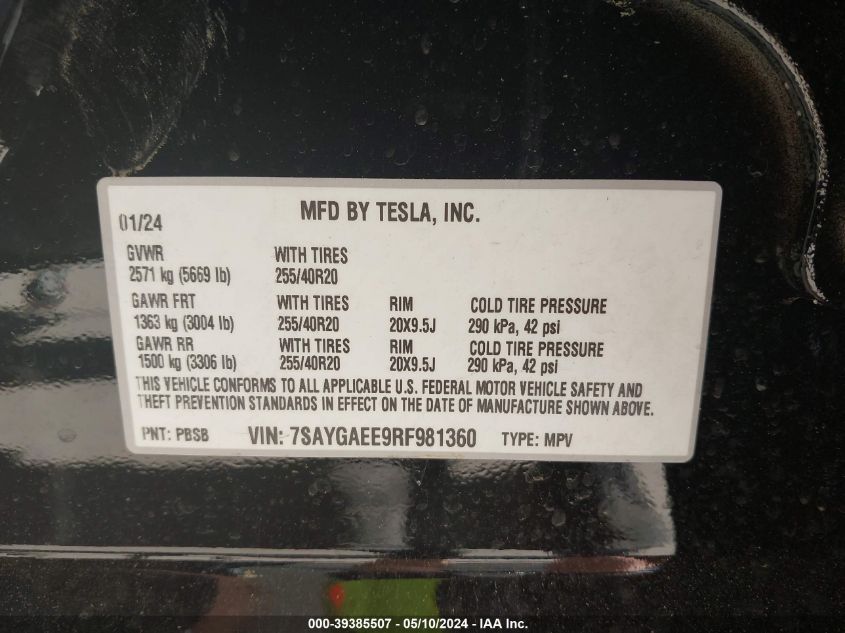 01/24 MFD BY TESLA, INC.
GVWR WITH TIRES
2571 kg (5669 lb) 255/40R20
GAWR FRT WITH TIRES RIM COLD TIRE PRESSURE
1363 kg (3004 lb) 255/40R20 20X9.5J 290 kPa, 42 psi
GAWR RR WITH TIRES RIM COLD TIRE PRESSURE
1500 kg (3306 lb) 255/40R20 20X9.5J 290 kPa, 42 psi
THIS VEHICLE CONFORMS TO ALL APPLICABLE U.S. FEDERAL MOTOR VEHICLE SAFETY AND
THEFT PREVENTION STANDARDS IN EFFECT ON THE DATE OF MANUFACTURE SHOWN ABOVE.
PNT: PBSB VIN: 7SAYGAEE9RF981360 TYPE: MPV
000-39385507 - 05/10/2024 - IAA Inc.